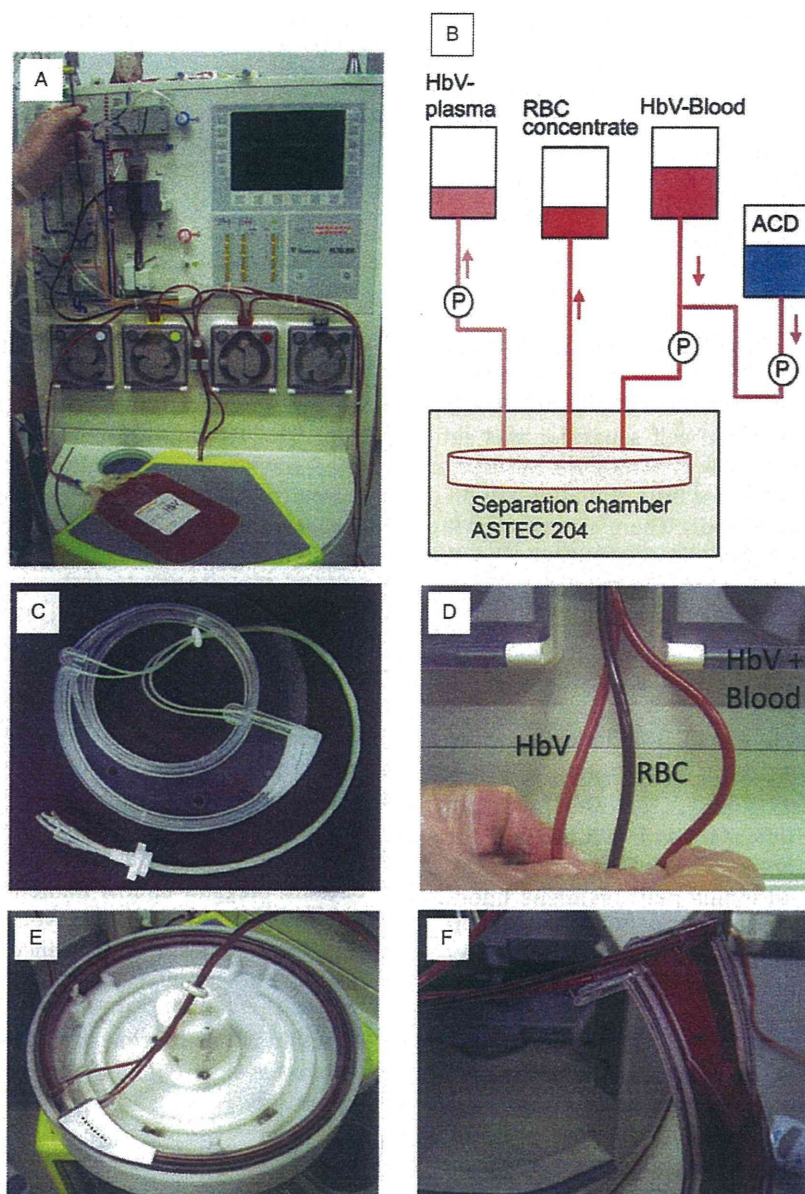 A
B
HbV-
plasma
RBC
concentrate
HbV-Blood
ACD
P
P
P
Separation chamber
ASTEC 204
C
D
HbV
RBC
HbV +
Blood
E
F